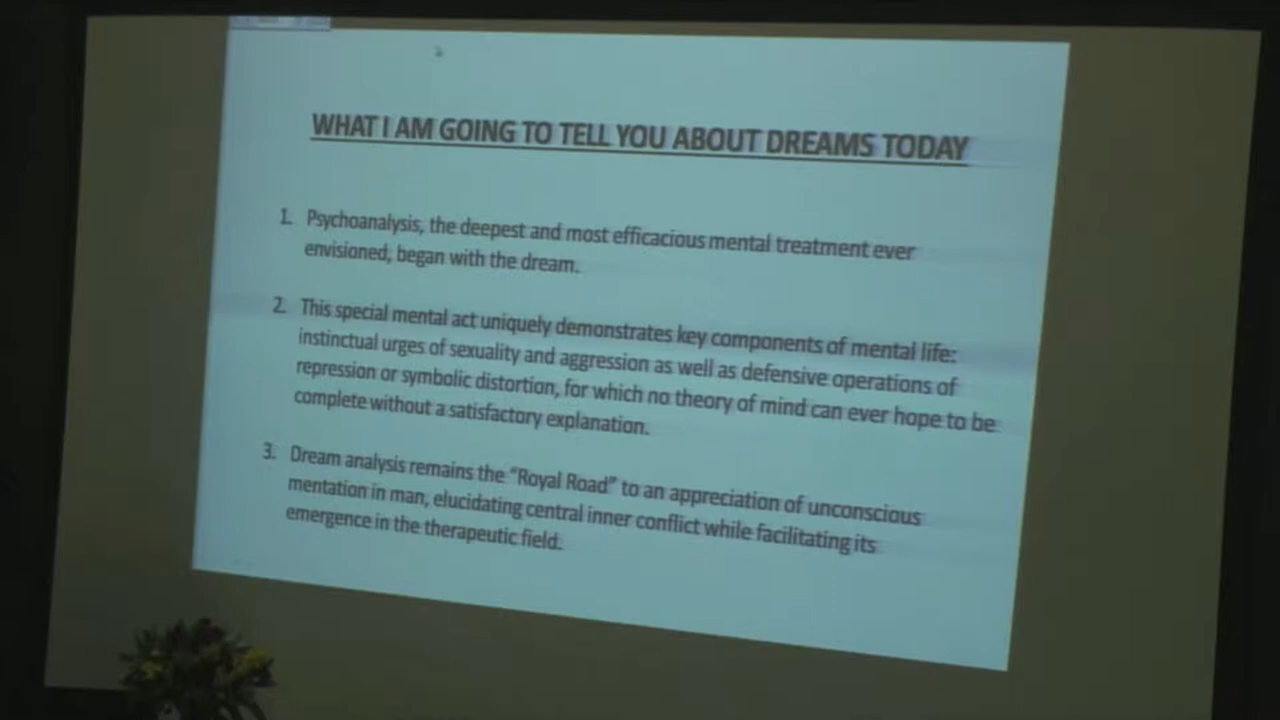 WHAT I AM GOING TO TELL YOU ABOUT DREAMS TODAY
1. Psychoanalysis, the deepest and most efficacious mental treatment ever
envisioned, began with the dream.
2. This special mental act uniquely demonstrates key components of mental life:
instinctual urges of sexuality and aggression as well as defensive operations of
repression or symbolic distortion, for which no theory of mind can ever hope to be
complete without a satisfactory explanation.
3. Dream analysis remains the “Royal Road” to an appreciation of unconscious
mentation in man, elucidating central inner conflict while facilitating its
emergence in the therapeutic field.